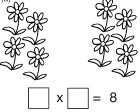 □ x □ = 8